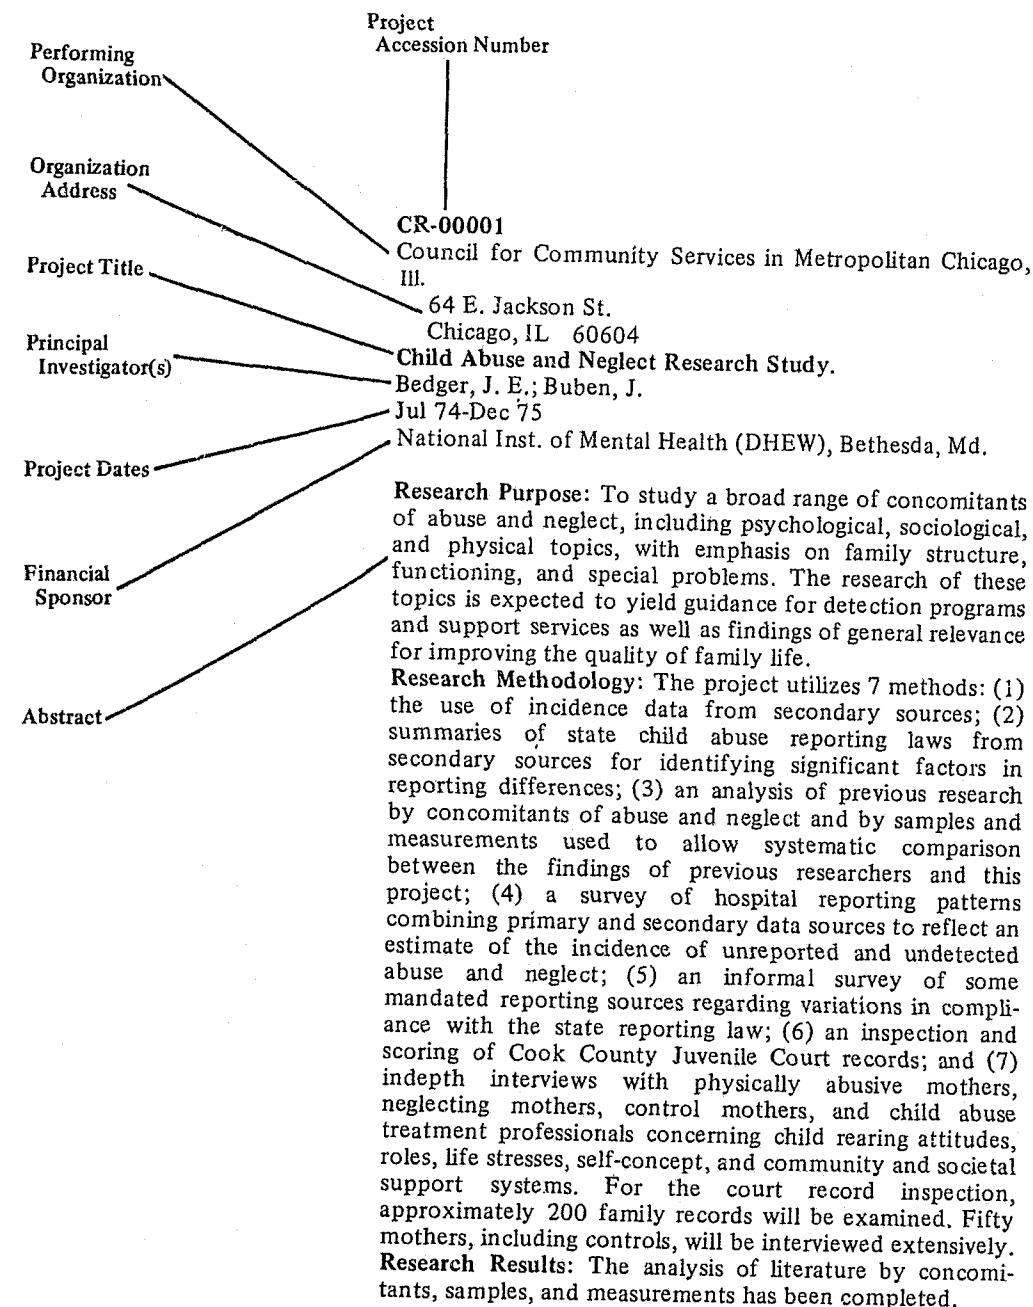 Project
Accession Number
Performing
Organization
Organization
Address
Project Title
Principal
Investigator(s)
Project Dates
Financial
Sponsor
Abstract
CR-00001
Council for Community Services in Metropolitan Chicago,
Ill.
64 E. Jackson St.
Chicago, IL 60604
Child Abuse and Neglect Research Study.
Bedger, J. E.; Buben, J.
Jul 74-Dec 75
National Inst. of Mental Health (DHEW), Bethesda, Md.
Research Purpose: To study a broad range of concomitants
of abuse and neglect, including psychological, sociological,
and physical topics, with emphasis on family structure,
functioning, and special problems. The research of these
topics is expected to yield guidance for detection programs
and support services as well as findings of general relevance
for improving the quality of family life.
Research Methodology: The project utilizes 7 methods: (1)
the use of incidence data from secondary sources; (2)
summaries of state child abuse reporting laws from
secondary sources for identifying significant factors in
reporting differences; (3) an analysis of previous research
by concomitants of abuse and neglect and by samples and
measurements used to allow systematic comparison
between the findings of previous researchers and this
project; (4) a survey of hospital reporting patterns
combining primary and secondary data sources to reflect an
estimate of the incidence of unreported and undetected
abuse and neglect; (5) an informal survey of some
mandated reporting sources regarding variations in compli-
ance with the state reporting law; (6) an inspection and
scoring of Cook County Juvenile Court records; and (7)
indepth interviews with physically abusive mothers,
neglecting mothers, control mothers, and child abuse
treatment professionals concerning child rearing attitudes,
roles, life stresses, self-concept, and community and societal
support systems. For the court record inspection,
approximately 200 family records will be examined. Fifty
mothers, including controls, will be interviewed extensively.
Research Results: The analysis of literature by concomi-
tants, samples, and measurements has been completed.